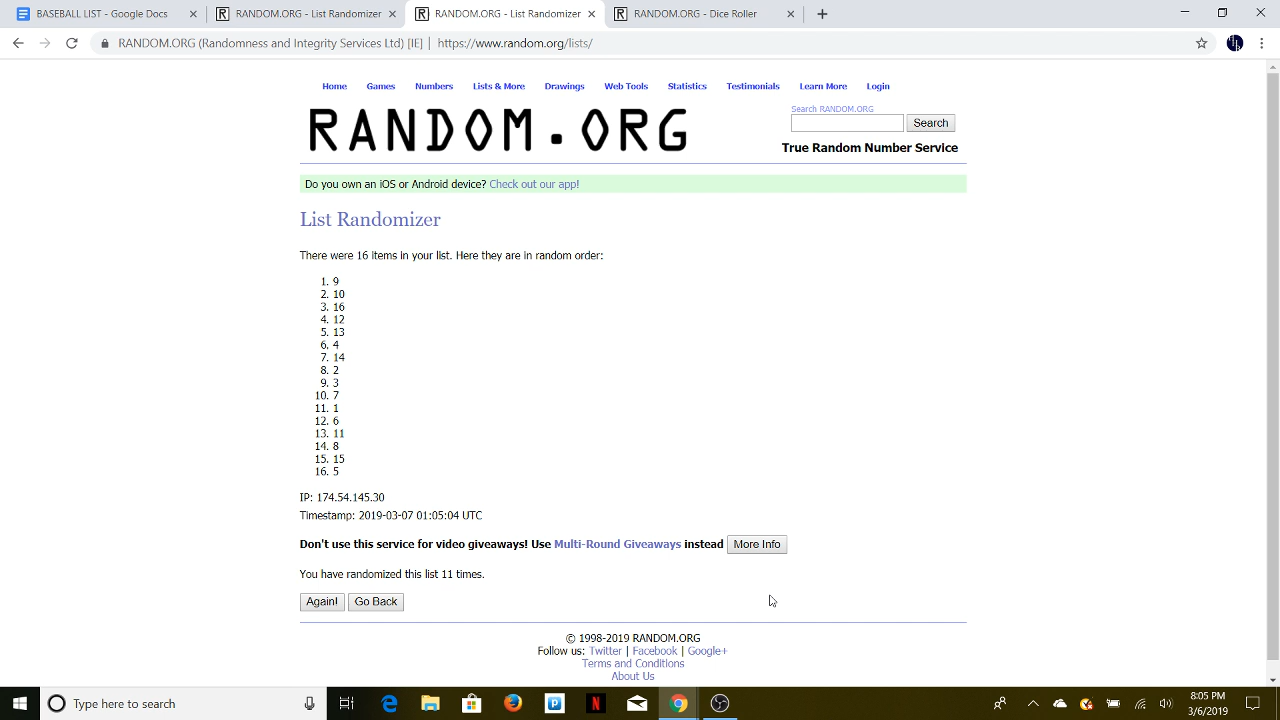 BASEBALL LIST - Google Docs
RANDOM.ORG - List Randomizer
RANDOM.ORG - List Randomizer
RANDOM.ORG - Die Roller
RANDOM.ORG (Randomness and Integrity Services Ltd) [IE] | https://www.random.org/lists/
Home Games Numbers Lists & More Drawings Web Tools Statistics Testimonials Learn More Login
RANDOM.ORG
Search RANDOM.ORG
Search
True Random Number Service
Do you own an iOS or Android device? Check out our app!
List Randomizer
There were 16 items in your list. Here they are in random order:
1. 9
2. 10
3. 16
4. 12
5. 13
6. 4
7. 14
8. 2
9. 3
10. 7
11. 1
12. 6
13. 11
14. 8
15. 15
16. 5
IP: 174.54.145.30
Timestamp: 2019-03-07 01:05:04 UTC
Don't use this service for video giveaways! Use Multi-Round Giveaways instead More Info
You have randomized this list 11 times.
Again! Go Back
© 1998-2019 RANDOM.ORG
Follow us: Twitter | Facebook | Google+
Terms and Conditions
About Us
Type here to search
8:05 PM
3/6/2019